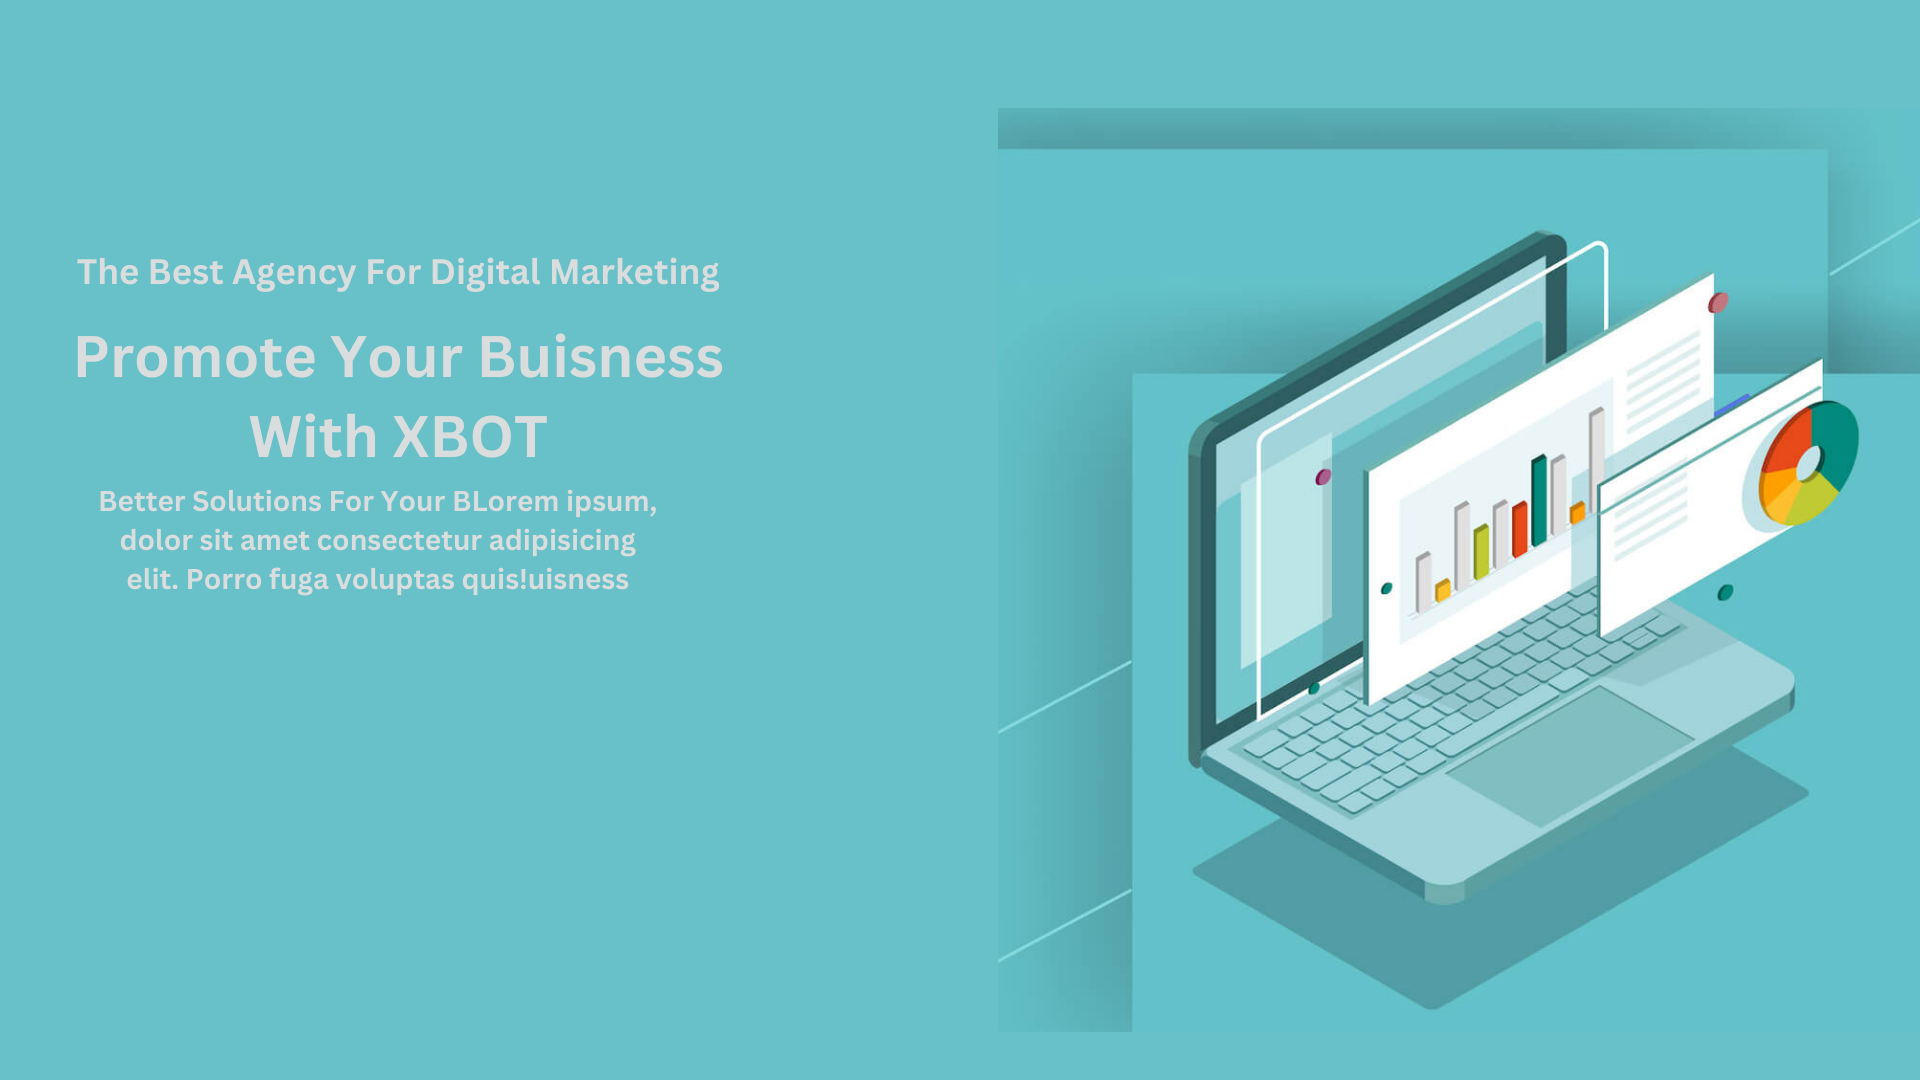 The Best Agency For Digital Marketing
Promote Your Buisness
With XBOT
Better Solutions For Your BLorem ipsum,
dolor sit amet consectetur adipisicing
elit. Porro fuga voluptas quis!uisness